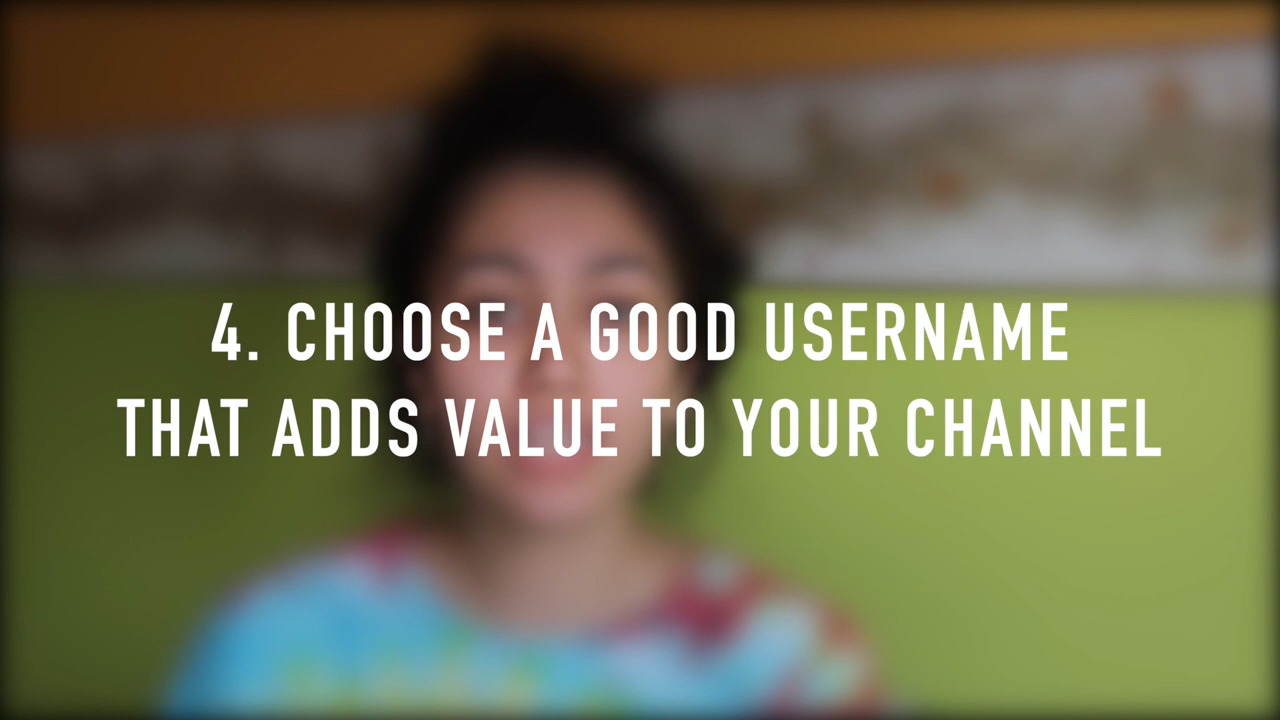 4. CHOOSE A GOOD USERNAME
THAT ADDS VALUE TO YOUR CHANNEL